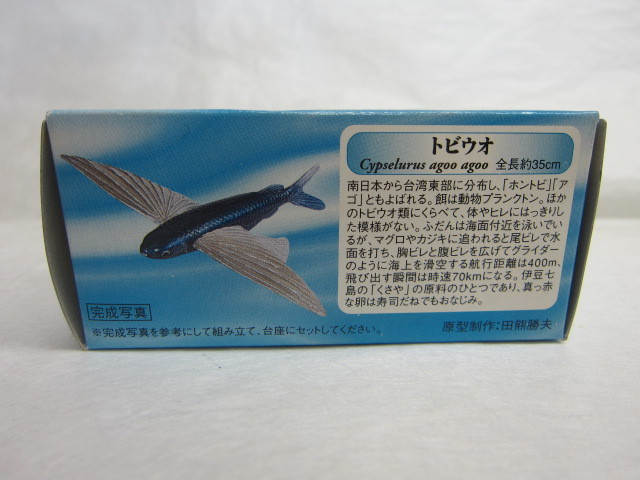 トビウオ
Cypselurus agoo agoo 全長約35cm
南日本から台湾東部に分布し、「ホントビ」「ア
ゴ」ともよばれる。餌は動物プランクトン。ほか
のトビウオ類にくらべて、体やヒレにはっきりし
た模様がない。ふだんは海面付近を泳いでい
るが、マグロやカジキに追われると尾ビレで水
面を打ち、胸ビレと腹ビレを広げてグライダー
のように海上を滑空する航行距離は400m、
飛び出す瞬間は時速70kmになる。伊豆七
島の「くさや」の原料のひとつであり、真っ赤
な卵は寿司だねでもおなじみ。
完成写真
※完成写真を参考にして組み立て、台座にセットしてください。
原型制作:田熊勝夫